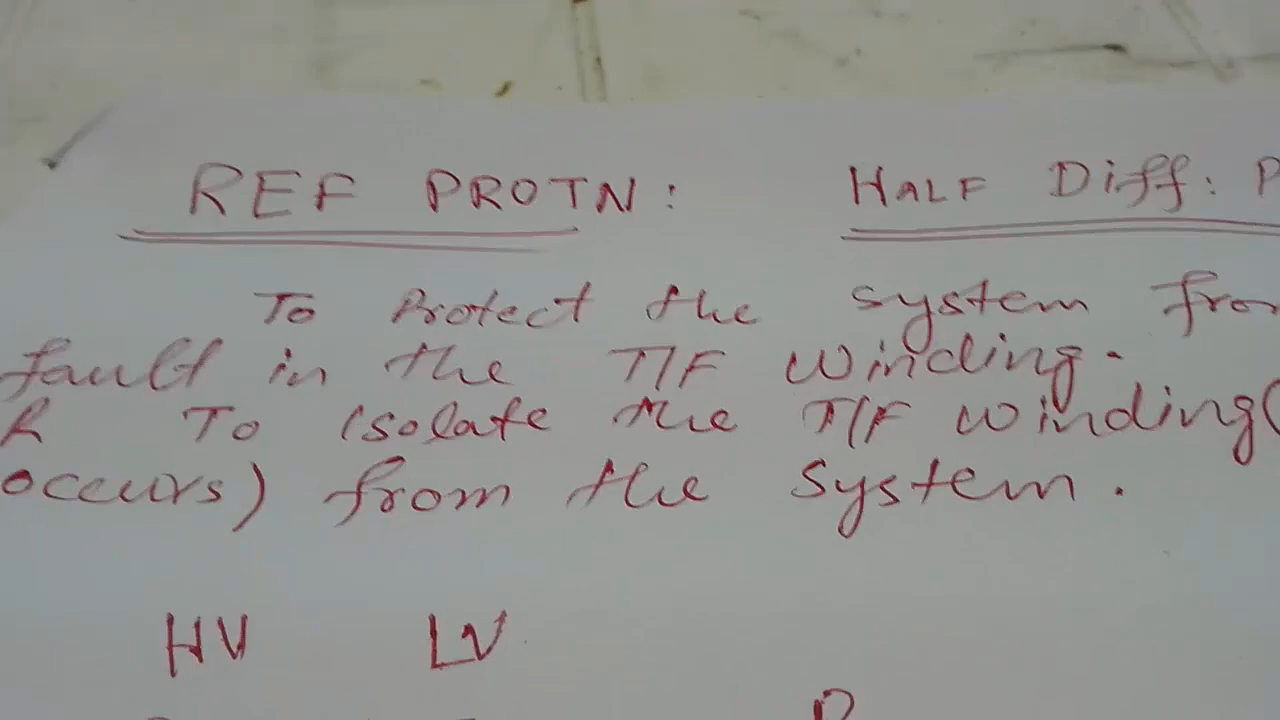 REF PROTN: HALF Diff: P
To Protect the system from
fault in the T/F winding.
& To isolate the T/F winding(
occurs) from the system.
HV LV
R